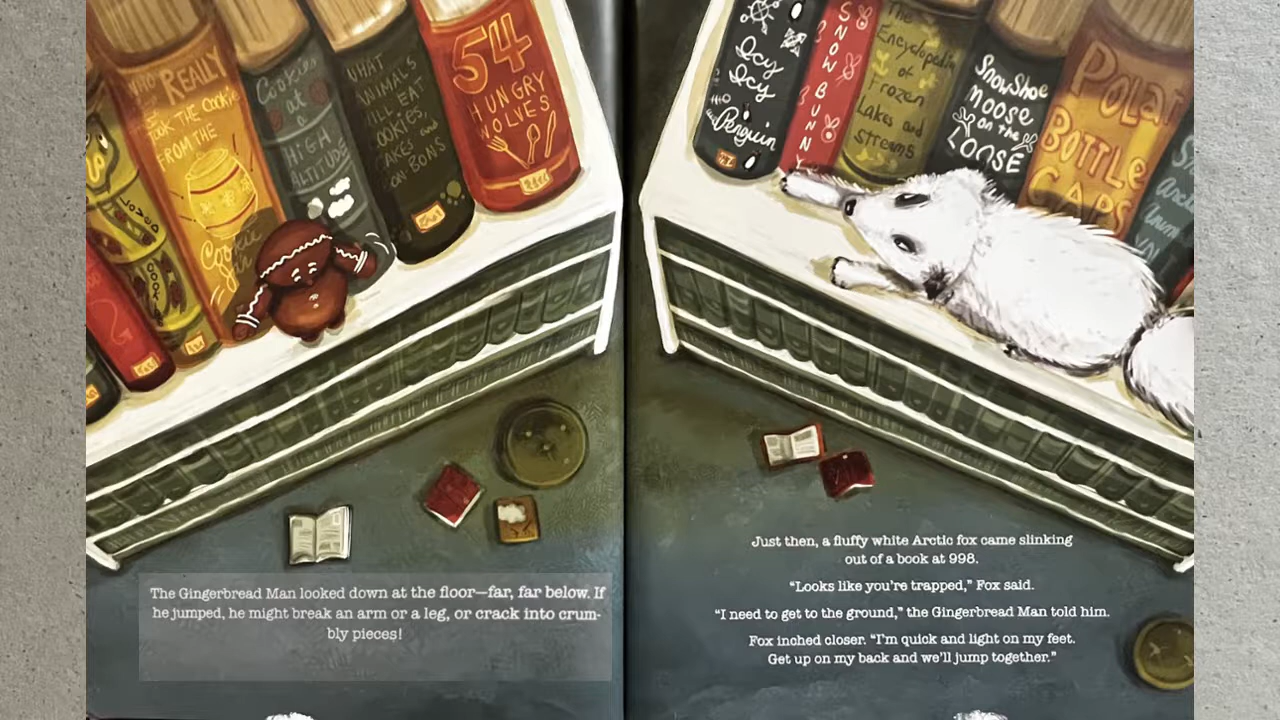 WHO REALLY
TOOK THE COOKIE
FROM THE
Cookie
Jar
Cookies
at a
HIGH
ALTITUDE
WHAT
ANIMALS
WILL EAT
COOKIES,
CAKES and
BON BONS
54
HUNGRY
WOLVES
The Gingerbread Man looked down at the floor—far, far below. If
he jumped, he might break an arm or a leg, or crack into crum-
bly pieces!
Icy
Icy
Penguin
SNOW BUNNY
The
Encyclopedia
of
Frozen
Lakes and
streams
SnowShoe
MOOSE
on the
LOOSE
POLAR
BOTTLE
CAPS
Just then, a fluffy white Arctic fox came slinking
out of a book at 998.
“Looks like you’re trapped,” Fox said.
“I need to get to the ground,” the Gingerbread Man told him.
Fox inched closer. “I’m quick and light on my feet.
Get up on my back and we’ll jump together.”